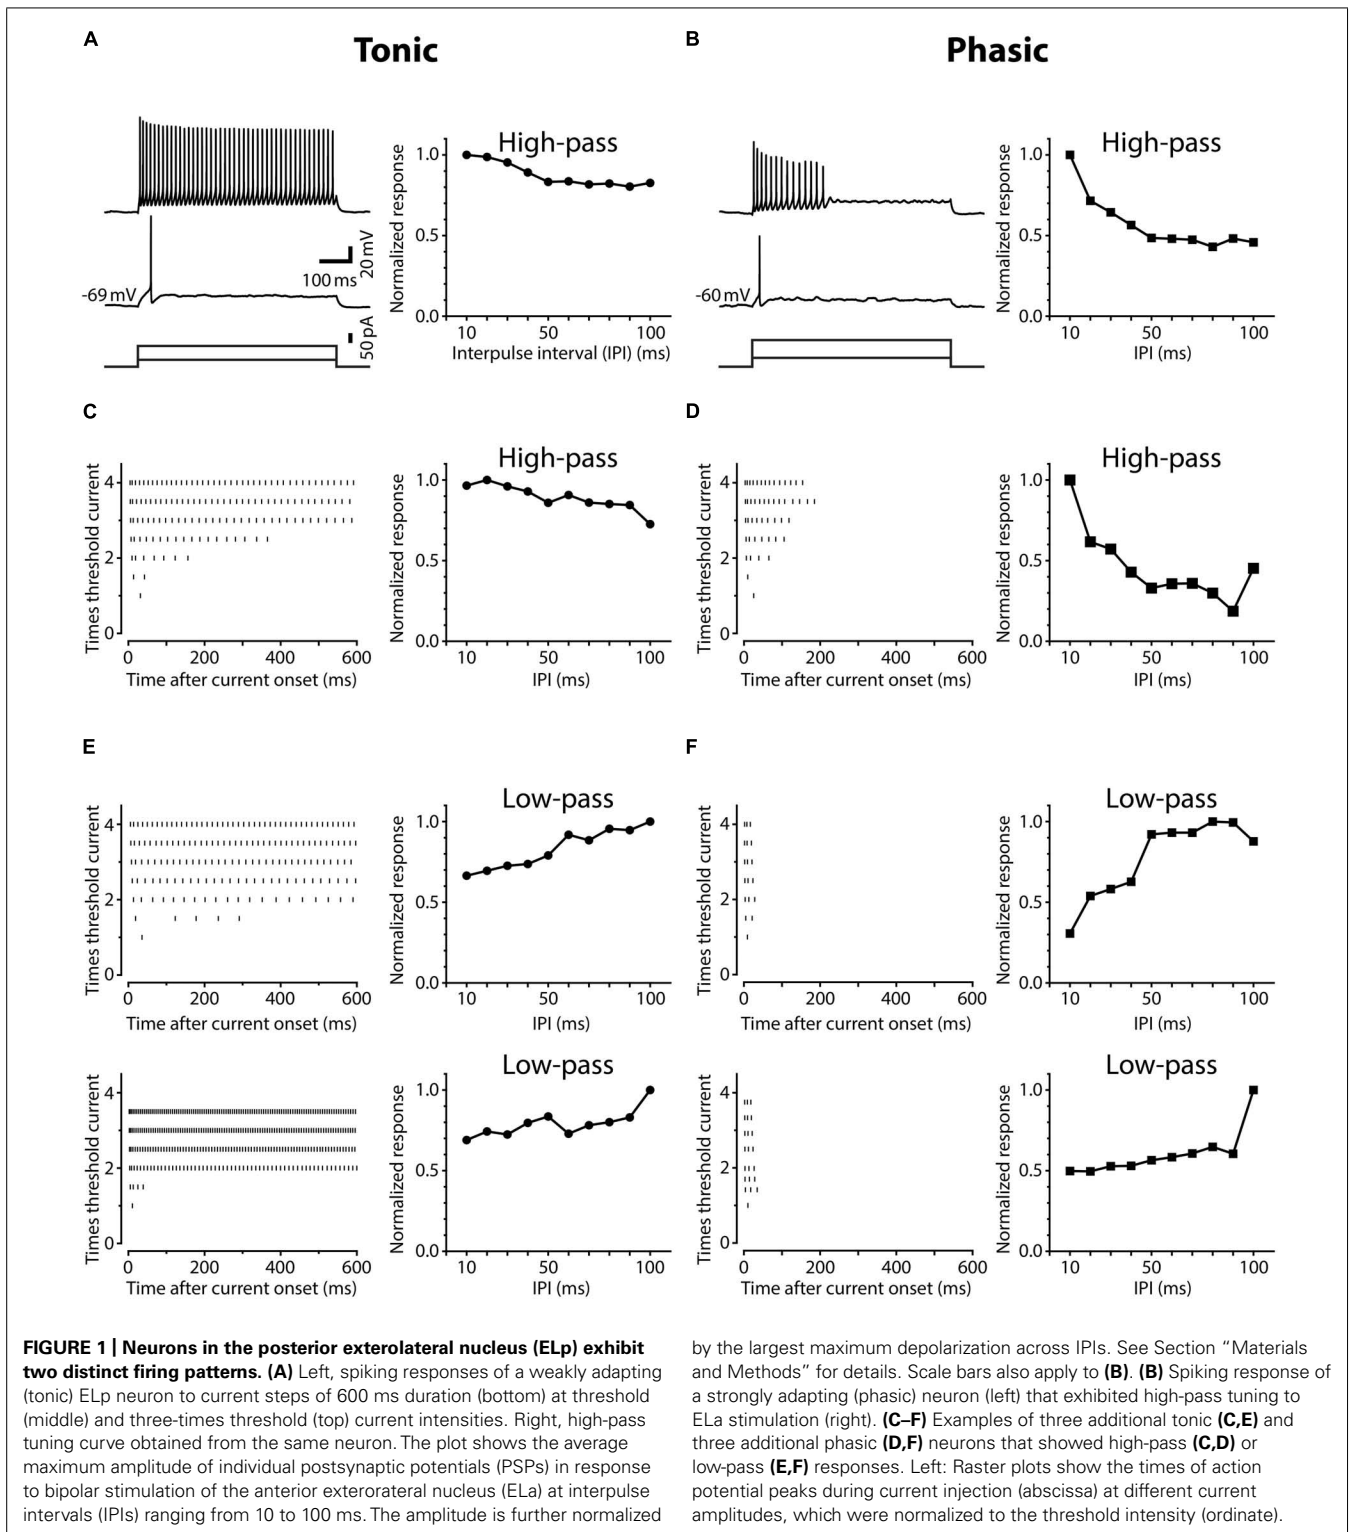 A
Tonic
B
Phasic
High-pass
Normalized response
1.0
0.5
0.0
10
50
100
Interpulse interval (IPI) (ms)
20 mV
100 ms
-69 mV
50 pA
High-pass
Normalized response
1.0
0.5
0.0
10
50
100
IPI (ms)
-60 mV
C
Times threshold current
4
2
0
0
200
400
600
Time after current onset (ms)
High-pass
Normalized response
1.0
0.5
0.0
10
50
100
IPI (ms)
D
Times threshold current
4
2
0
0
200
400
600
Time after current onset (ms)
High-pass
Normalized response
1.0
0.5
0.0
10
50
100
IPI (ms)
E
Times threshold current
4
2
0
0
200
400
600
Time after current onset (ms)
Low-pass
Normalized response
1.0
0.5
0.0
10
50
100
IPI (ms)
F
Times threshold current
4
2
0
0
200
400
600
Time after current onset (ms)
Low-pass
Normalized response
1.0
0.5
0.0
10
50
100
IPI (ms)
Times threshold current
4
2
0
0
200
400
600
Time after current onset (ms)
Low-pass
Normalized response
1.0
0.5
0.0
10
50
100
IPI (ms)
Times threshold current
4
2
0
0
200
400
600
Time after current onset (ms)
Low-pass
Normalized response
1.0
0.5
0.0
10
50
100
IPI (ms)
FIGURE 1 | Neurons in the posterior exterolateral nucleus (ELp) exhibit
two distinct firing patterns. (A) Left, spiking responses of a weakly adapting
(tonic) ELp neuron to current steps of 600 ms duration (bottom) at threshold
(middle) and three-times threshold (top) current intensities. Right, high-pass
tuning curve obtained from the same neuron. The plot shows the average
maximum amplitude of individual postsynaptic potentials (PSPs) in response
to bipolar stimulation of the anterior exterorateral nucleus (ELa) at interpulse
intervals (IPIs) ranging from 10 to 100 ms. The amplitude is further normalized
by the largest maximum depolarization across IPIs. See Section “Materials
and Methods” for details. Scale bars also apply to (B). (B) Spiking response of
a strongly adapting (phasic) neuron (left) that exhibited high-pass tuning to
ELa stimulation (right). (C–F) Examples of three additional tonic (C,E) and
three additional phasic (D,F) neurons that showed high-pass (C,D) or
low-pass (E,F) responses. Left: Raster plots show the times of action
potential peaks during current injection (abscissa) at different current
amplitudes, which were normalized to the threshold intensity (ordinate).